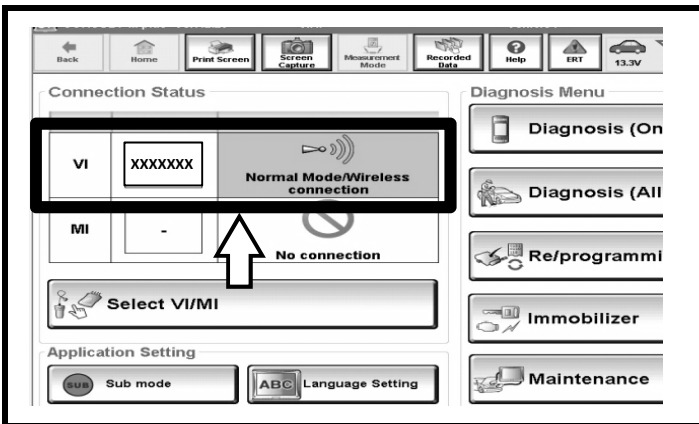 Back
Home
Print Screen
Screen Capture
Measurement Mode
Recorded Data
Help
ERT
13.3V
Connection Status
Diagnosis Menu
VI
XXXXXXX
Normal Mode/Wireless
connection
MI
-
No connection
Diagnosis (On
Diagnosis (All
Re/programmi
Immobilizer
Maintenance
Select VI/MI
Application Setting
SUB
Sub mode
ABC
Language Setting